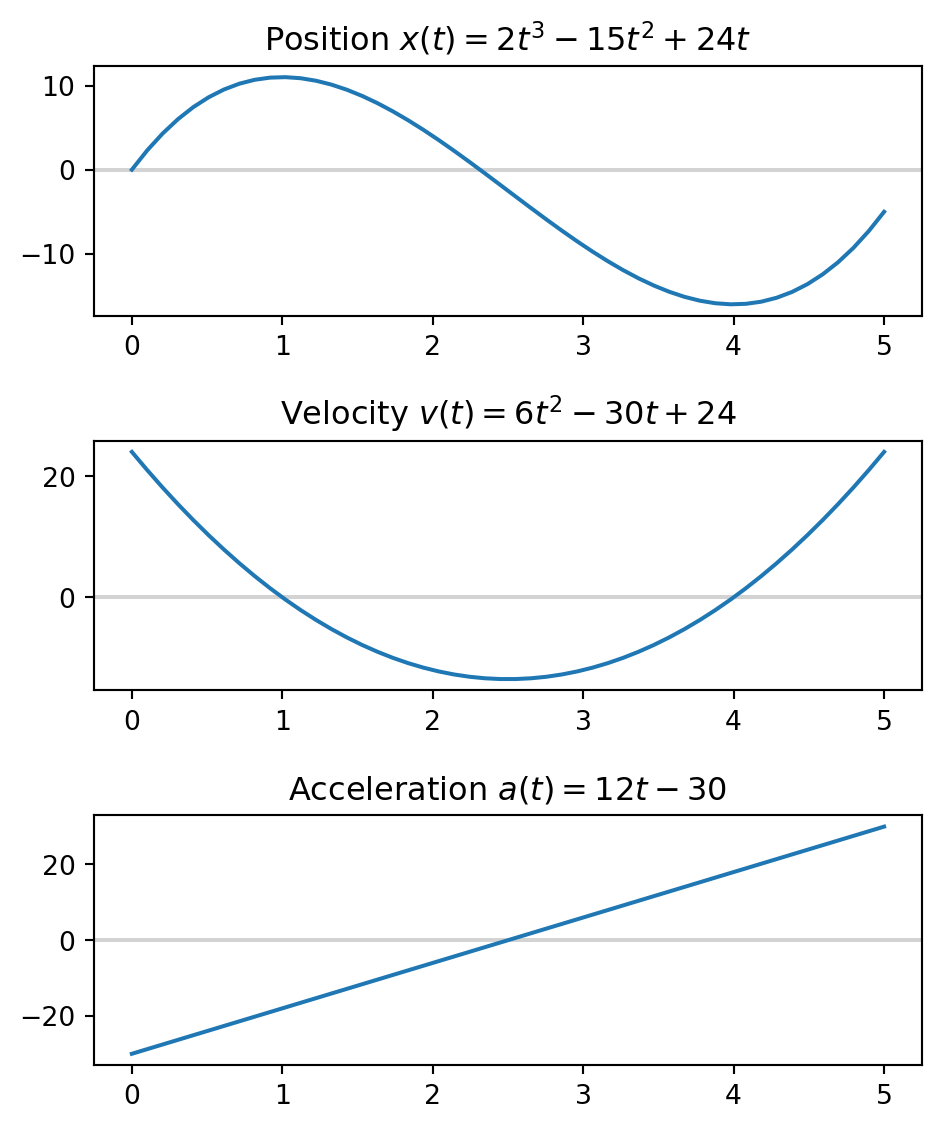 Position x(t) = 2t³ − 15t² + 24t
10
0
−10
0 1 2 3 4 5
Velocity v(t) = 6t² − 30t + 24
20
0
0 1 2 3 4 5
Acceleration a(t) = 12t − 30
20
0
−20
0 1 2 3 4 5